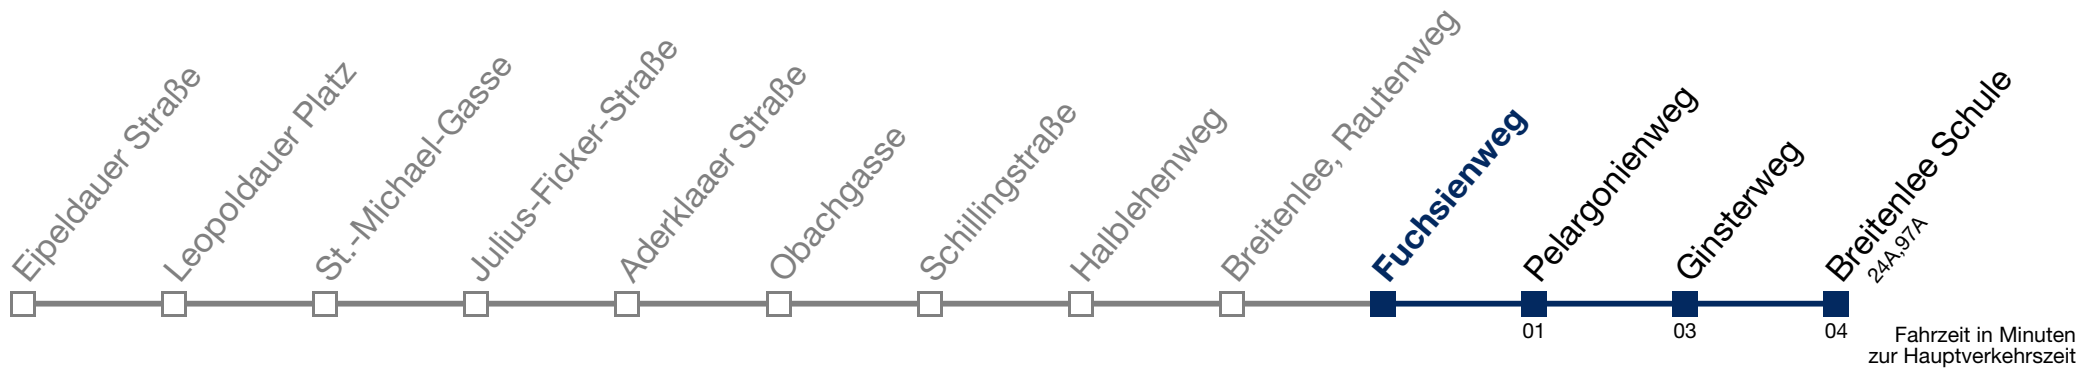 Eipeldauer Straße
Leopoldauer Platz
St.-Michael-Gasse
Julius-Ficker-Straße
Aderklaaer Straße
Obachgasse
Schillingstraße
Halblehenweg
Breitenlee, Rautenweg
Fuchsienweg
Pelargonienweg
Ginsterweg
Breitenlee Schule
24A,97A
01
03
04
Fahrzeit in Minuten
zur Hauptverkehrszeit